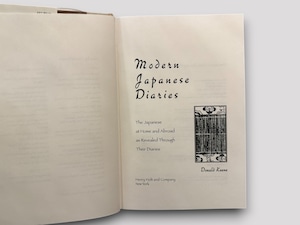 Modern
Japanese
Diaries
The Japanese
at Home and Abroad
as Revealed Through
Their Diaries
Donald Keene
Henry Holt and Company
New York